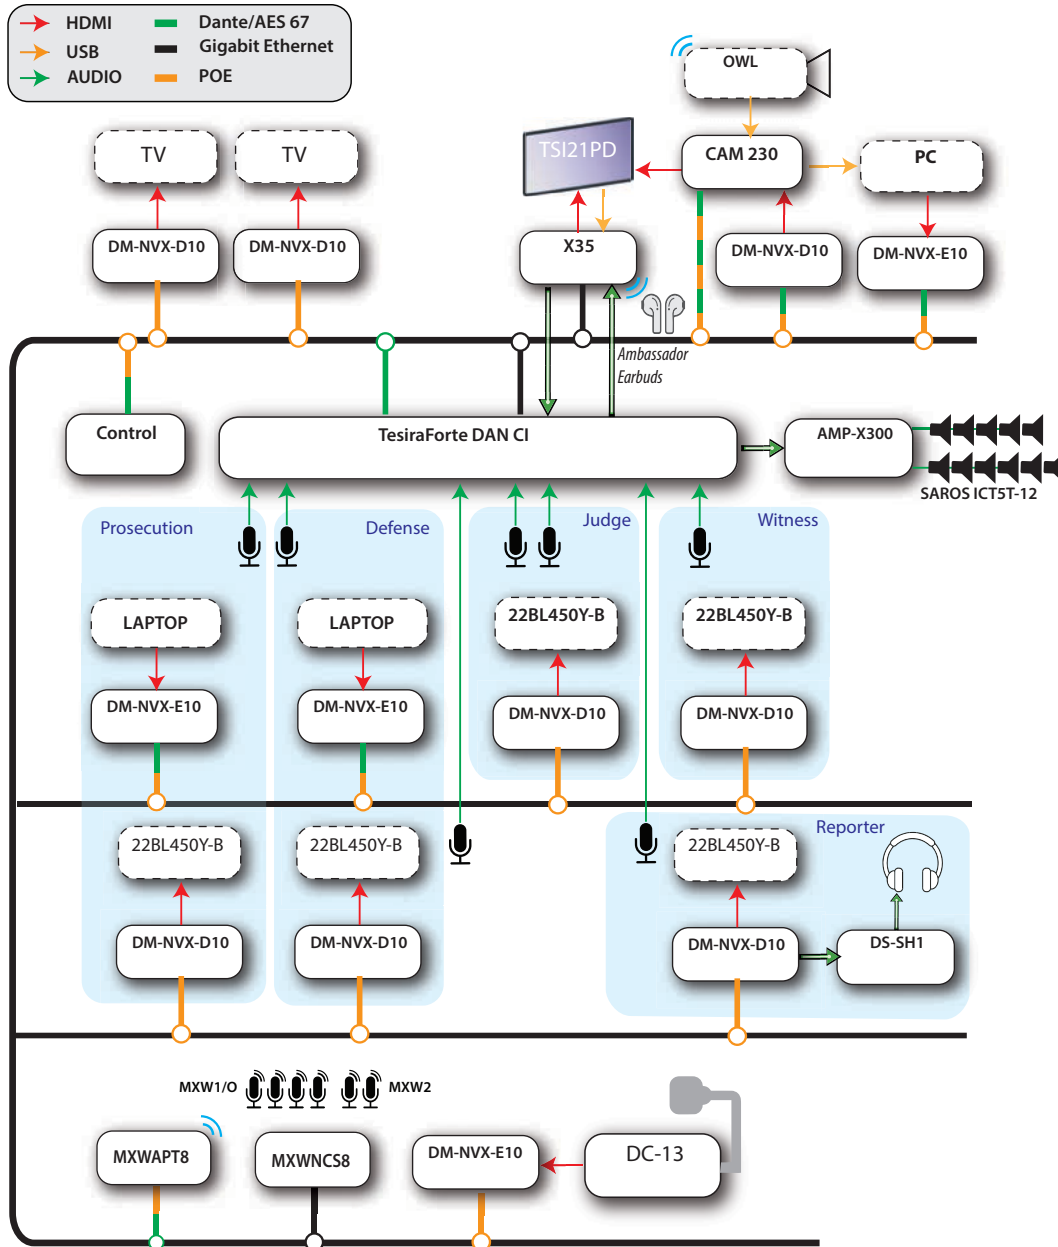 HDMI
Dante/AES 67
USB
Gigabit Ethernet
AUDIO
POE
OWL
TV
TV
TSI21PD
CAM 230
PC
DM-NVX-D10
DM-NVX-D10
X35
DM-NVX-D10
DM-NVX-E10
Ambassador
Earbuds
Control
TesiraForte DAN CI
AMP-X300
SAROS ICT5T-12
Prosecution
Defense
Judge
Witness
LAPTOP
LAPTOP
22BL450Y-B
22BL450Y-B
DM-NVX-E10
DM-NVX-E10
DM-NVX-D10
DM-NVX-D10
Reporter
22BL450Y-B
22BL450Y-B
22BL450Y-B
DM-NVX-D10
DM-NVX-D10
DM-NVX-D10
DS-SH1
MXW1/O
MXW2
MXWAPT8
MXWNCS8
DM-NVX-E10
DC-13